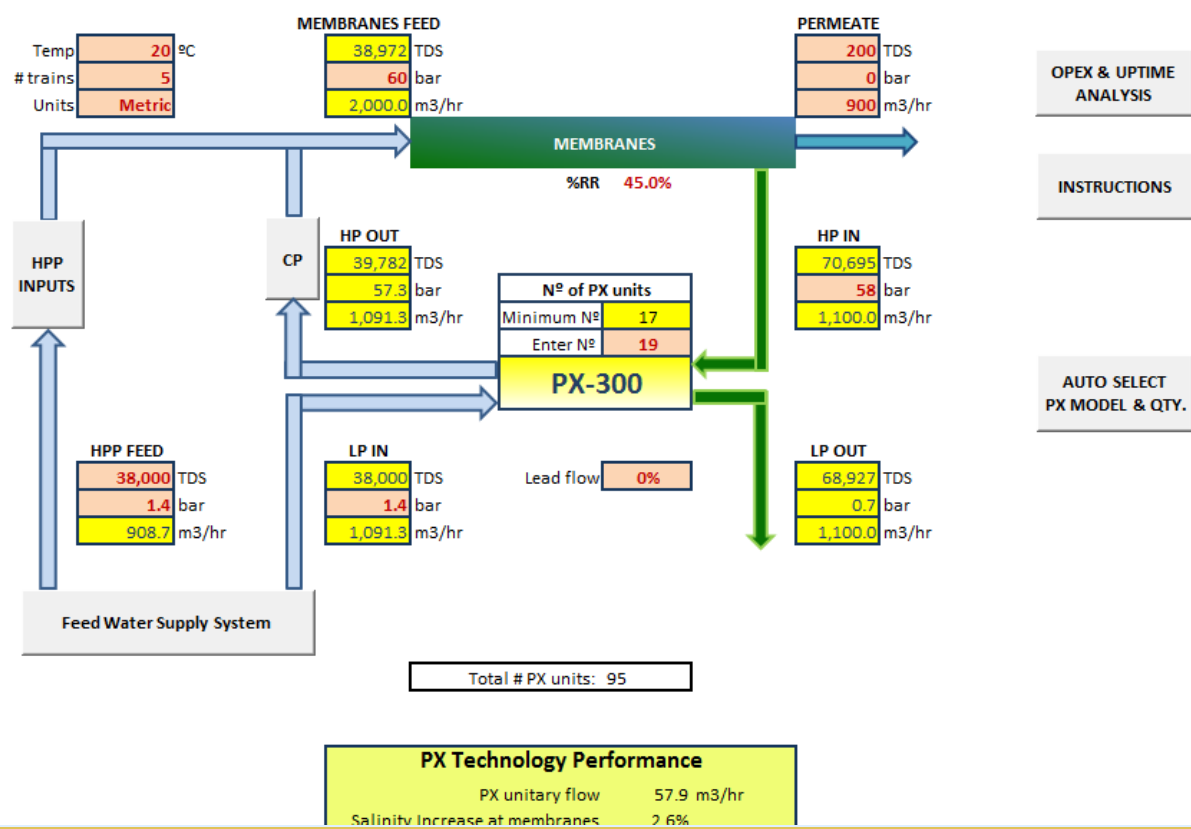 MEMBRANES FEED
PERMEATE
Temp 20 ºC
38,972 TDS
200 TDS
# trains 5
60 bar
0 bar
Units Metric
2,000.0 m3/hr
900 m3/hr
OPEX & UPTIME
ANALYSIS
MEMBRANES
%RR 45.0%
INSTRUCTIONS
HPP
INPUTS
CP
HP OUT
39,782 TDS
57.3 bar
1,091.3 m3/hr
HP IN
70,695 TDS
58 bar
1,100.0 m3/hr
Nº of PX units
Minimum Nº 17
Enter Nº 19
PX-300
AUTO SELECT
PX MODEL & QTY.
HPP FEED
38,000 TDS
1.4 bar
908.7 m3/hr
LP IN
38,000 TDS
1.4 bar
1,091.3 m3/hr
Lead flow 0%
LP OUT
68,927 TDS
0.7 bar
1,100.0 m3/hr
Feed Water Supply System
Total # PX units: 95
PX Technology Performance
PX unitary flow 57.9 m3/hr
Salinity Increase at membranes 2.6%